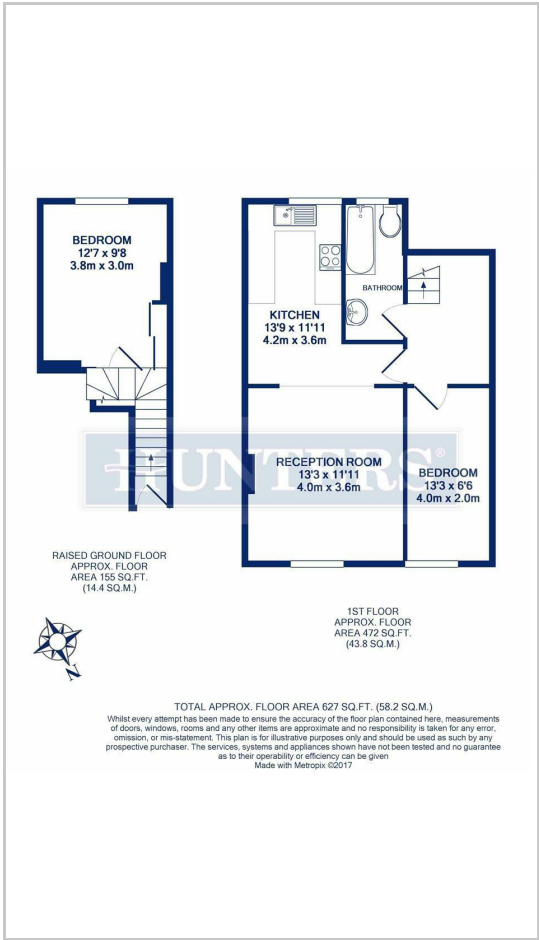 BEDROOM
12'7 x 9'8
3.8m x 3.0m
KITCHEN
13'9 x 11'11
4.2m x 3.6m
BATHROOM
HUNTERS®
RECEPTION ROOM
13'3 x 11'11
4.0m x 3.6m
BEDROOM
13'3 x 6'6
4.0m x 2.0m
RAISED GROUND FLOOR
APPROX. FLOOR
AREA 155 SQ.FT.
(14.4 SQ.M.)
1ST FLOOR
APPROX. FLOOR
AREA 472 SQ.FT.
(43.8 SQ.M.)
N
TOTAL APPROX. FLOOR AREA 627 SQ.FT. (58.2 SQ.M.)
Whilst every attempt has been made to ensure the accuracy of the floor plan contained here, measurements
of doors, windows, rooms and any other items are approximate and no responsibility is taken for any error,
omission, or mis-statement. This plan is for illustrative purposes only and should be used as such by any
prospective purchaser. The services, systems and appliances shown have not been tested and no guarantee
as to their operability or efficiency can be given
Made with Metropix ©2017